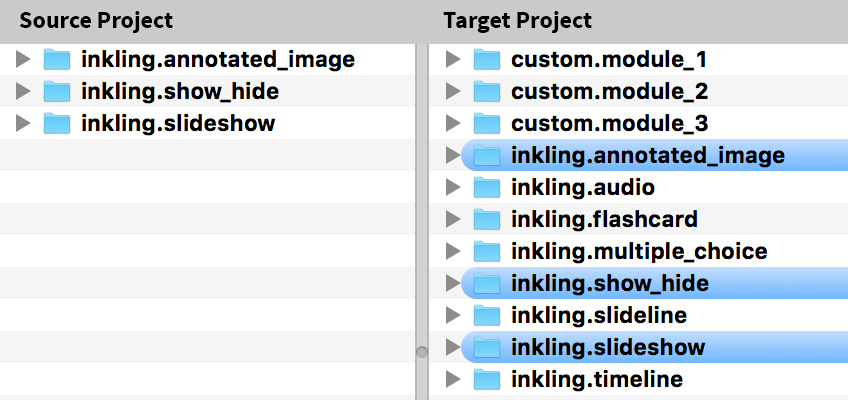 Source Project
inkling.annotated_image
inkling.show_hide
inkling.slideshow
Target Project
custom.module_1
custom.module_2
custom.module_3
inkling.annotated_image
inkling.audio
inkling.flashcard
inkling.multiple_choice
inkling.show_hide
inkling.slideline
inkling.slideshow
inkling.timeline